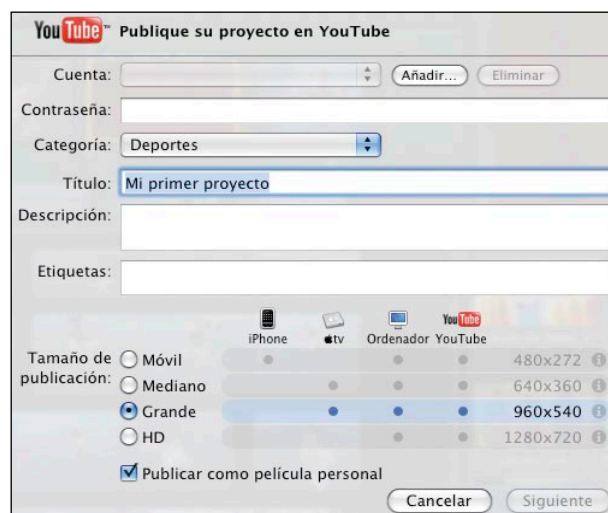 YouTube™ Publique su proyecto en YouTube
Cuenta: Añadir... Eliminar
Contraseña:
Categoría: Deportes
Título: Mi primer proyecto
Descripción:
Etiquetas:
YouTube
iPhone tv Ordenador YouTube
Tamaño de publicación:
Móvil 480x272
Mediano 640x360
Grande 960x540
HD 1280x720
Publicar como película personal
Cancelar Siguiente